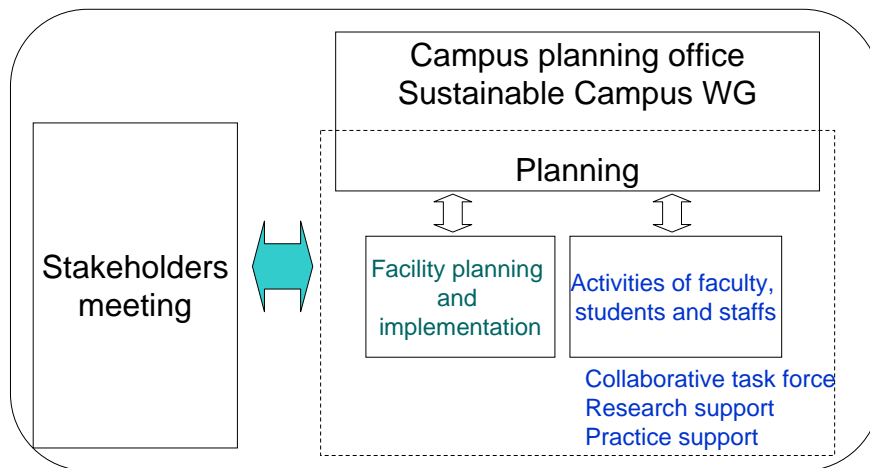 Campus planning office
Sustainable Campus WG
Planning
Stakeholders
meeting
Facility planning
and
implementation
Activities of faculty,
students and staffs
Collaborative task force
Research support
Practice support